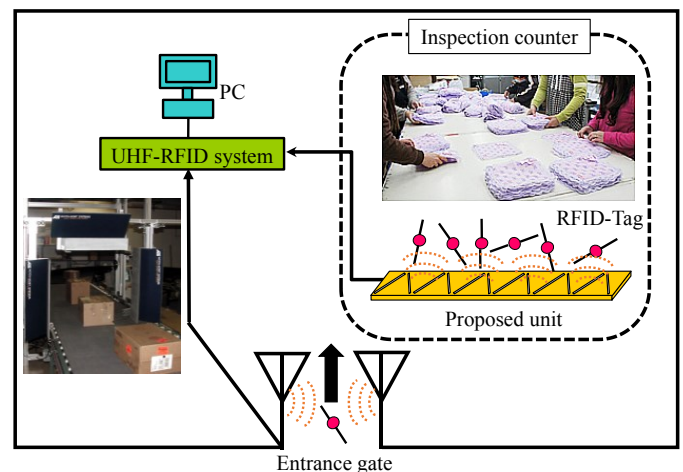 Inspection counter
PC
UHF-RFID system
RFID-Tag
Proposed unit
Entrance gate